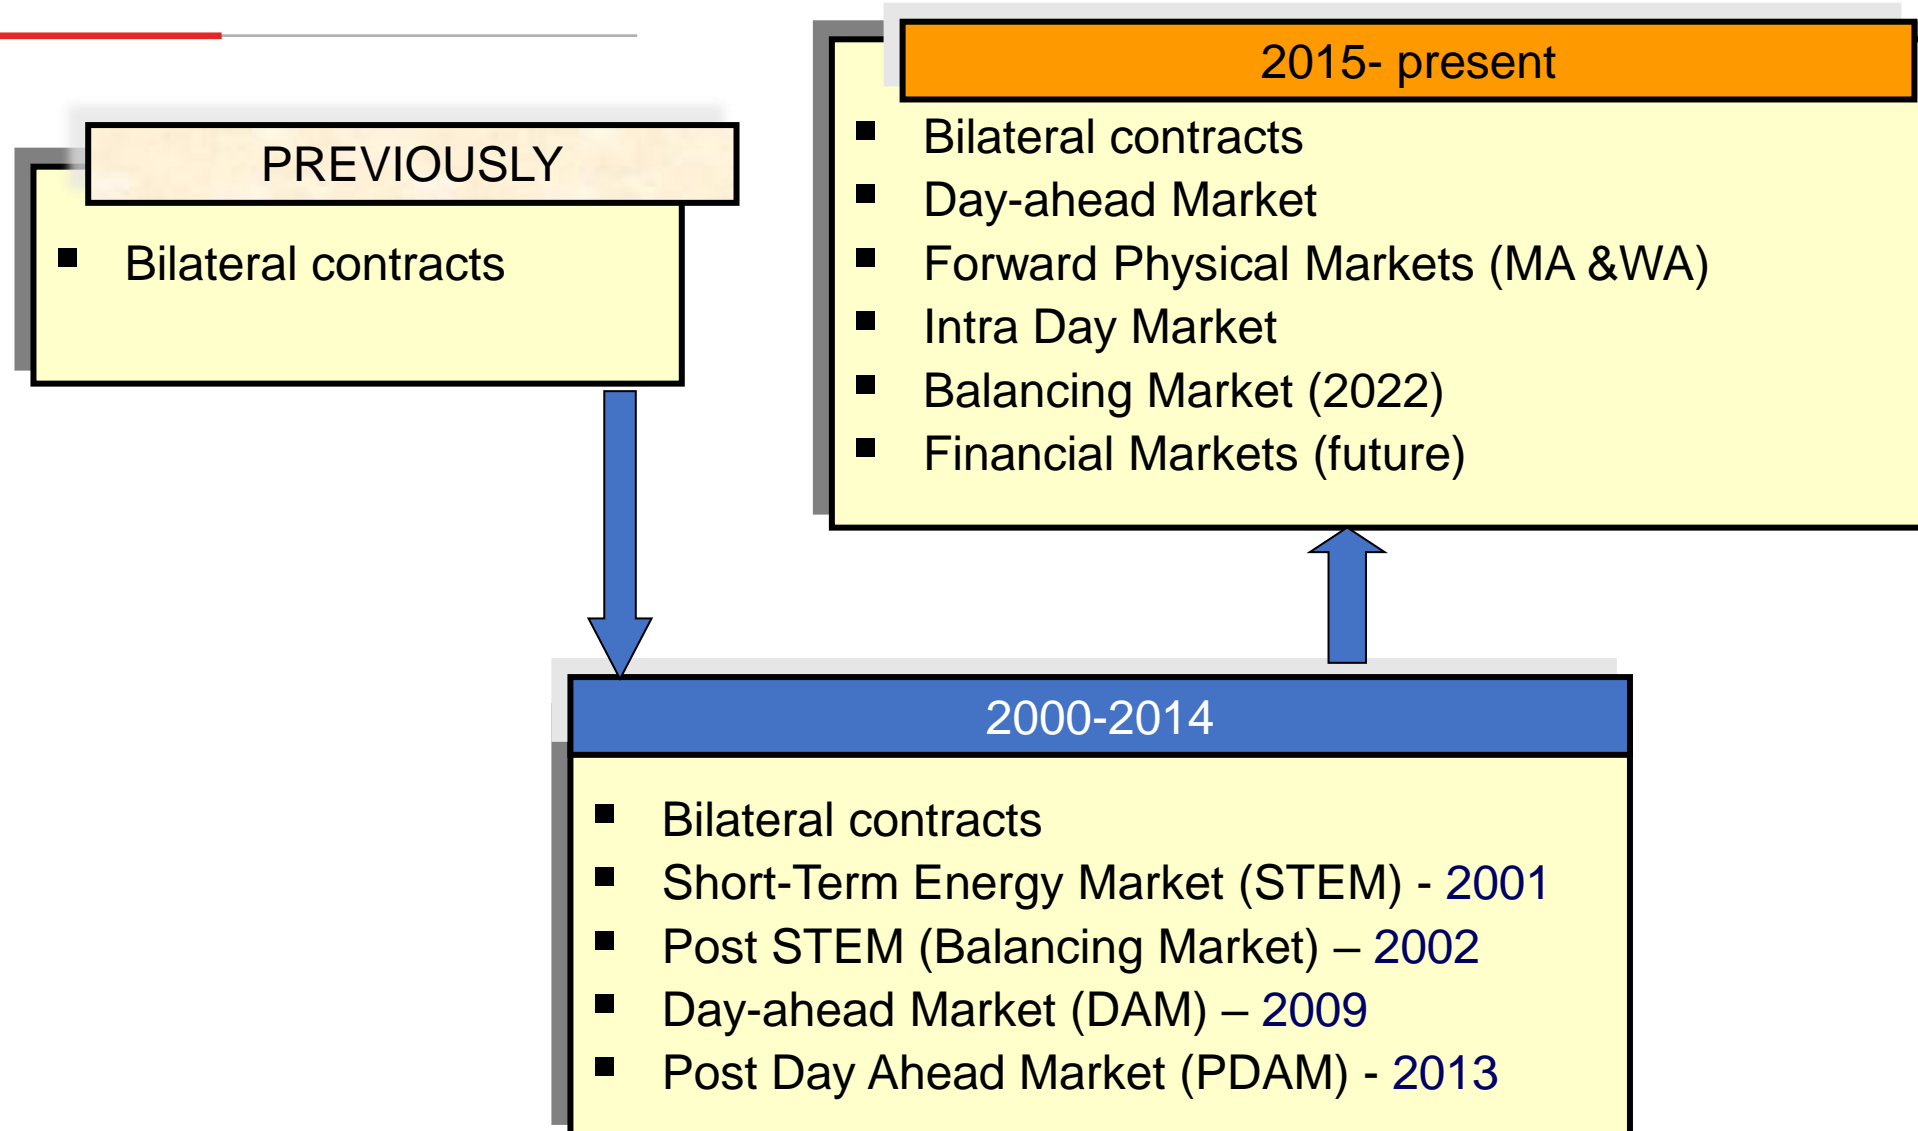 PREVIOUSLY
▪ Bilateral contracts
2015- present
▪ Bilateral contracts
▪ Day-ahead Market
▪ Forward Physical Markets (MA &WA)
▪ Intra Day Market
▪ Balancing Market (2022)
▪ Financial Markets (future)
2000-2014
▪ Bilateral contracts
▪ Short-Term Energy Market (STEM) - 2001
▪ Post STEM (Balancing Market) – 2002
▪ Day-ahead Market (DAM) – 2009
▪ Post Day Ahead Market (PDAM) - 2013